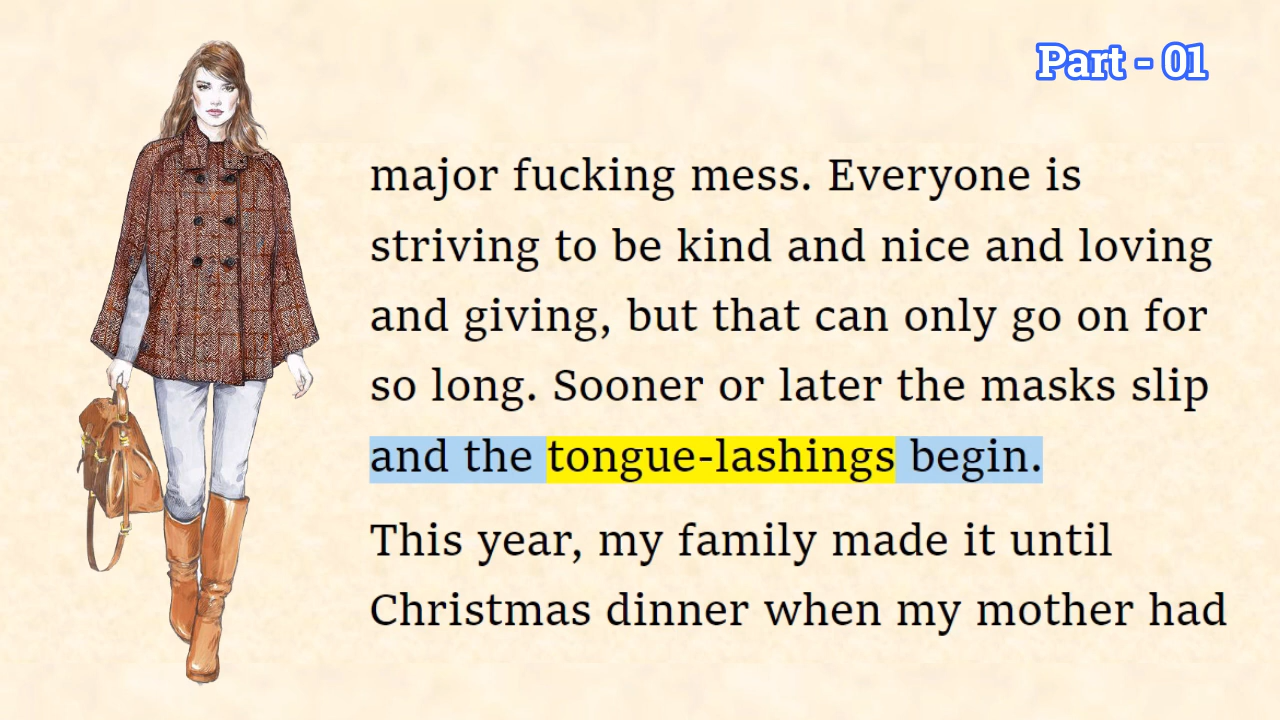 Part - 01
major fucking mess. Everyone is
striving to be kind and nice and loving
and giving, but that can only go on for
so long. Sooner or later the masks slip
and the tongue-lashings begin.
This year, my family made it until
Christmas dinner when my mother had